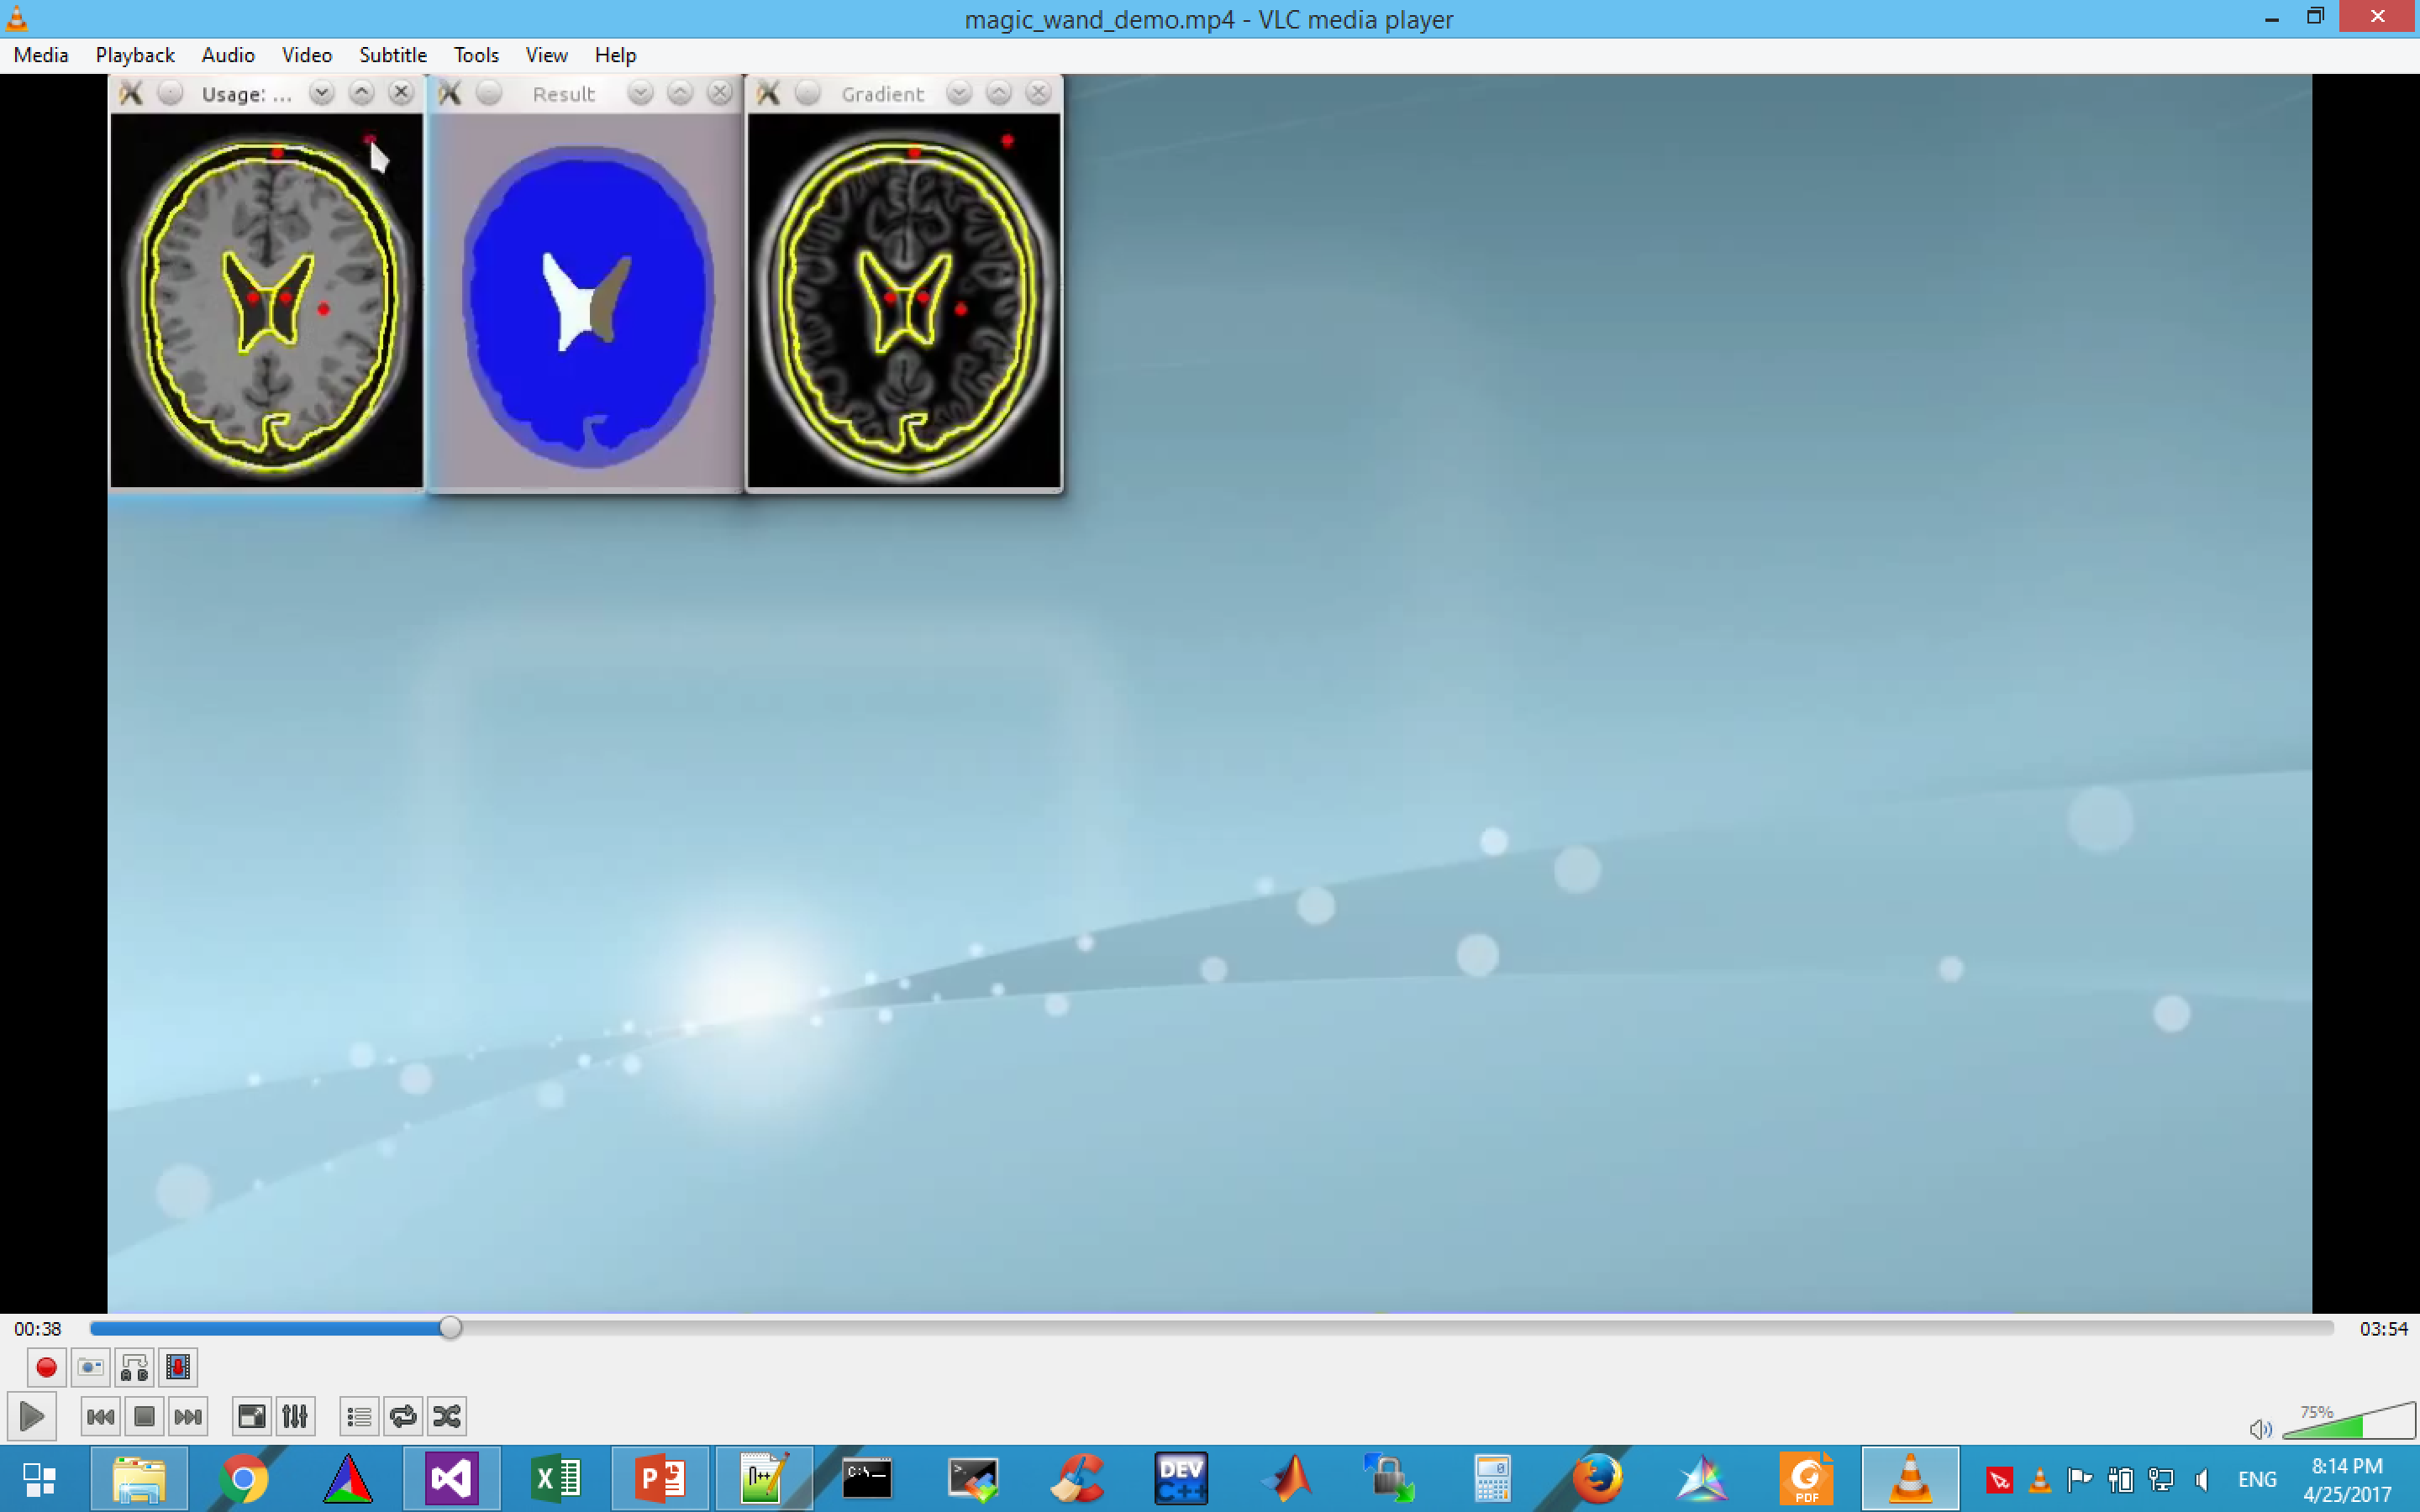 magic_wand_demo.mp4 - VLC media player
Media Playback Audio Video Subtitle Tools View Help
Usage: ... Result Gradient
00:38 03:54
A B
75%
X P N++ C:\ DEV C++ 0 PDF ENG 8:14 PM
4/25/2017